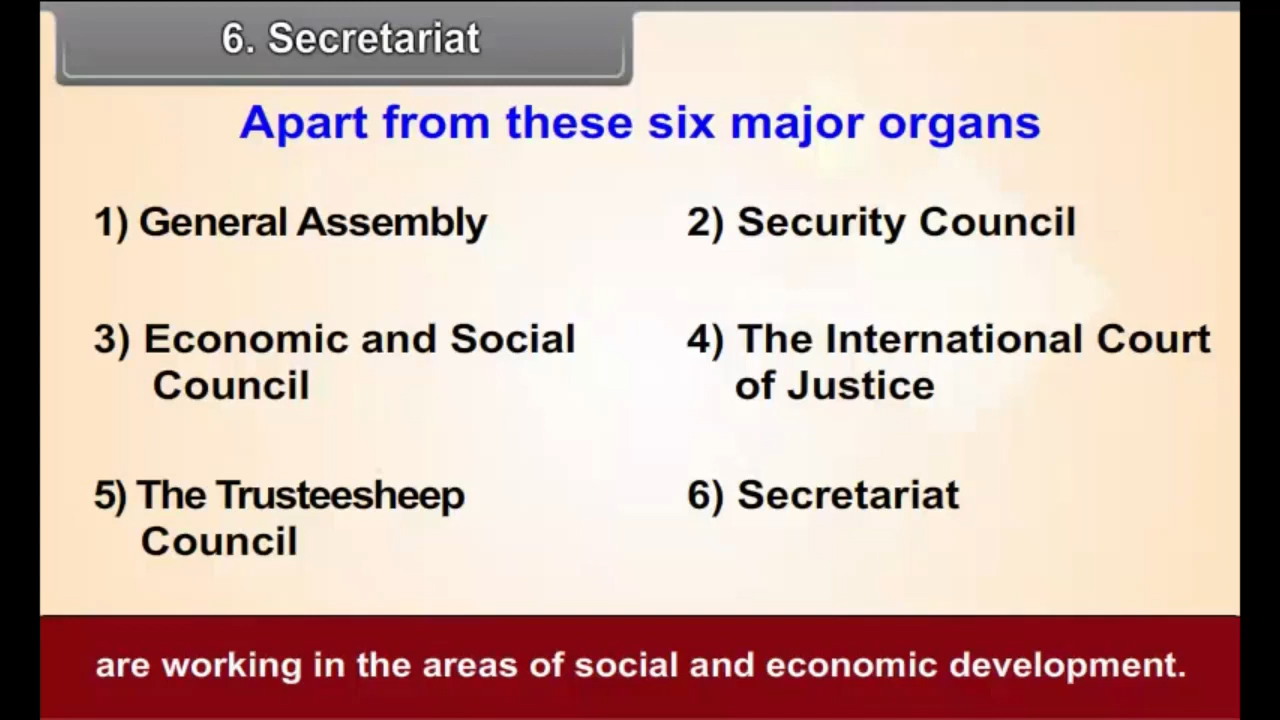 6. Secretariat
Apart from these six major organs
1) General Assembly
2) Security Council
3) Economic and Social
Council
4) The International Court
of Justice
5) The Trusteesheep
Council
6) Secretariat
are working in the areas of social and economic development.